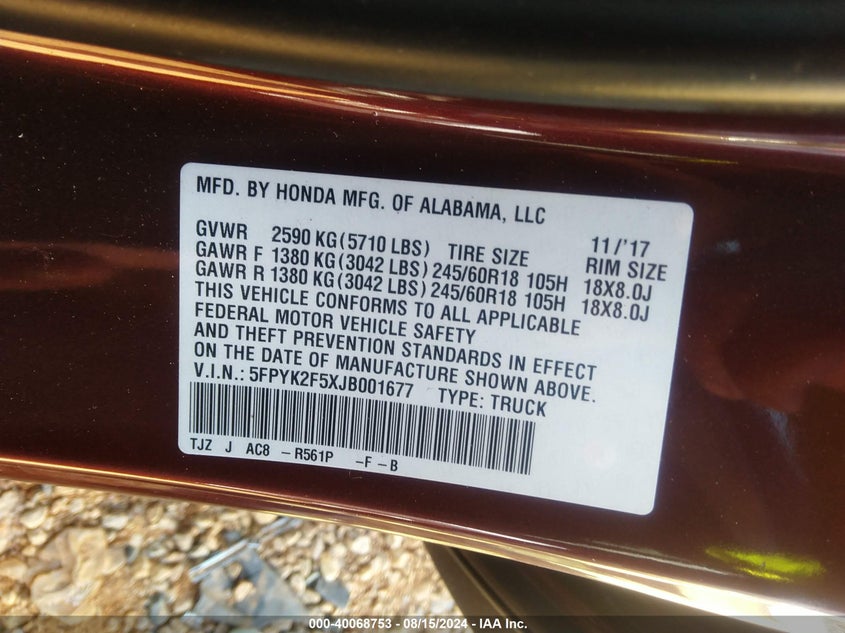 MFD. BY HONDA MFG. OF ALABAMA, LLC
GVWR 2590 KG(5710 LBS) TIRE SIZE 11/'17
RIM SIZE
GAWR F 1380 KG(3042 LBS) 245/60R18 105H 18X8.0J
GAWR R 1380 KG(3042 LBS) 245/60R18 105H 18X8.0J
THIS VEHICLE CONFORMS TO ALL APPLICABLE
FEDERAL MOTOR VEHICLE SAFETY
AND THEFT PREVENTION STANDARDS IN EFFECT
ON THE DATE OF MANUFACTURE SHOWN ABOVE.
V.I.N.: 5FPYK2F5XJB001677 TYPE: TRUCK
TJZ J AC8 -R561P -F-B
000-40068753 - 08/15/2024 - IAA Inc.